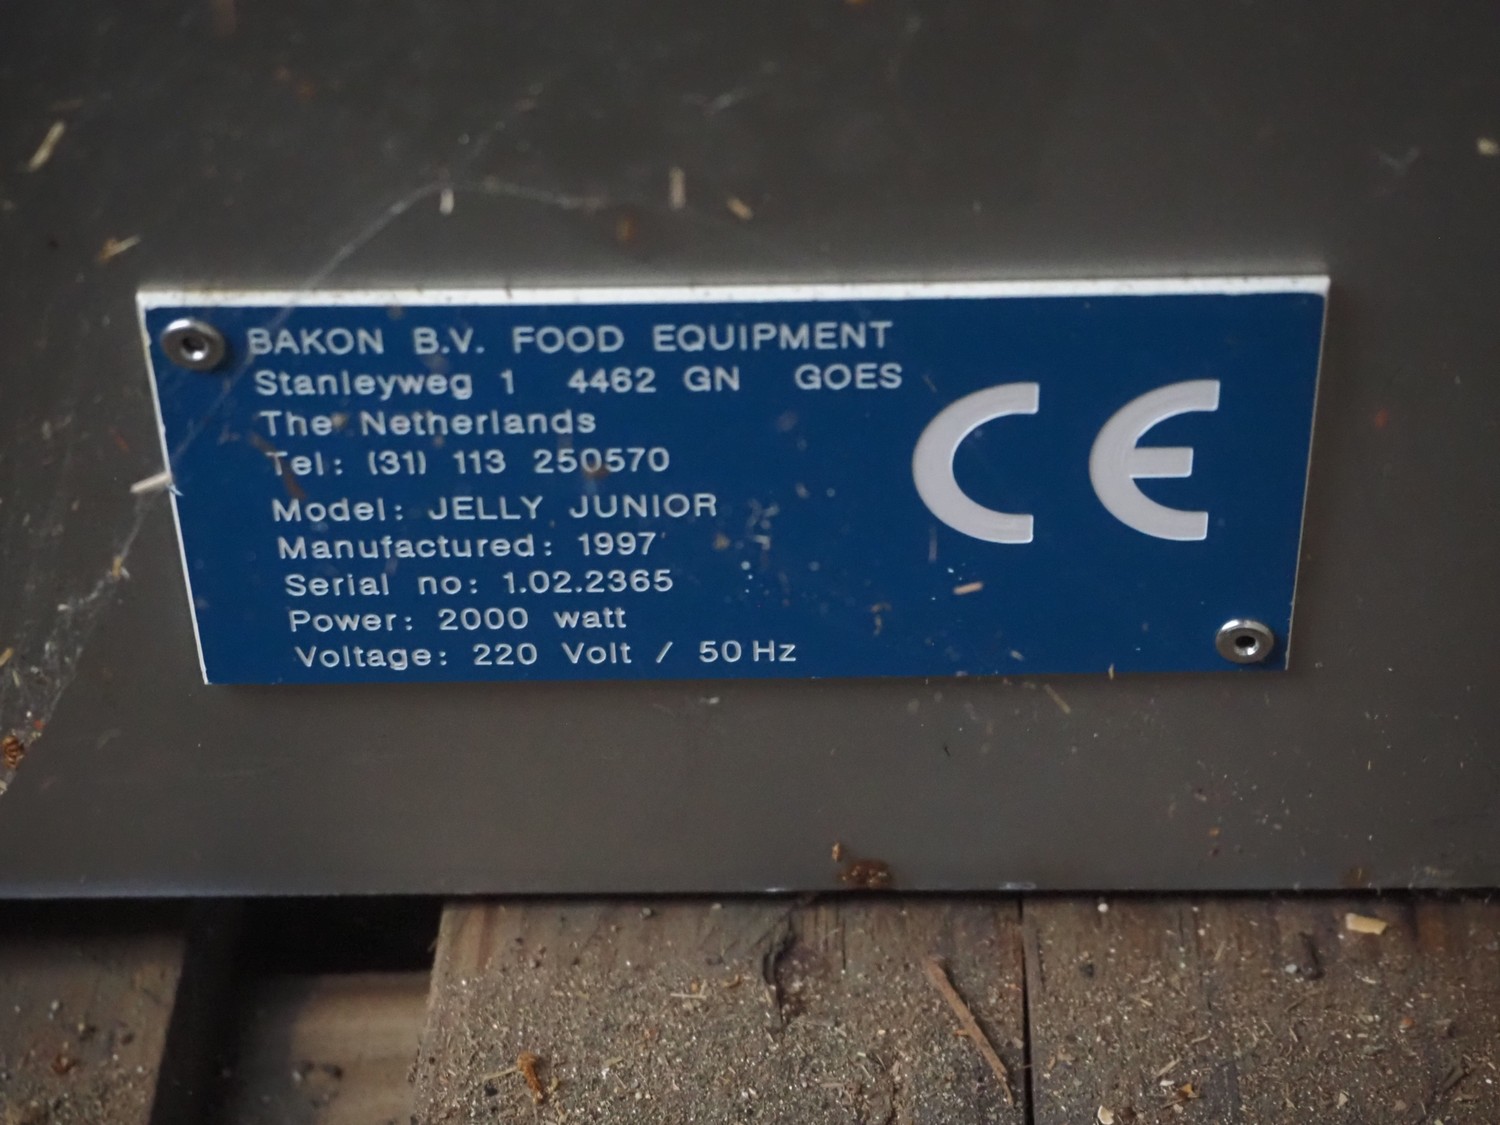 BAKON B.V. FOOD EQUIPMENT
Stanleyweg 1 4462 GN GOES
The Netherlands
Tel: (31) 113 250570
Model: JELLY JUNIOR
Manufactured: 1997
Serial no: 1.02.2365
Power: 2000 watt
Voltage: 220 Volt / 50 Hz
CE